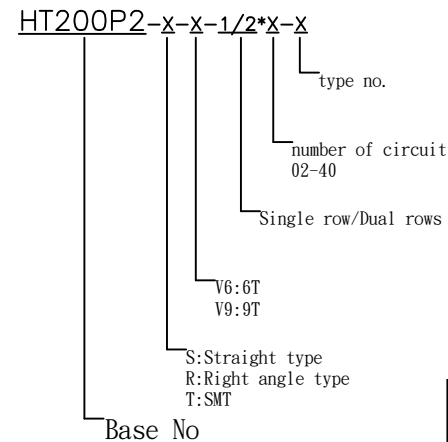 HT200P2-X-X-1/2*X-X
type no.
number of circuit
02-40
Single row/Dual rows
V6:6T
V9:9T
S:Straight type
R:Right angle type
T:SMT
Base No